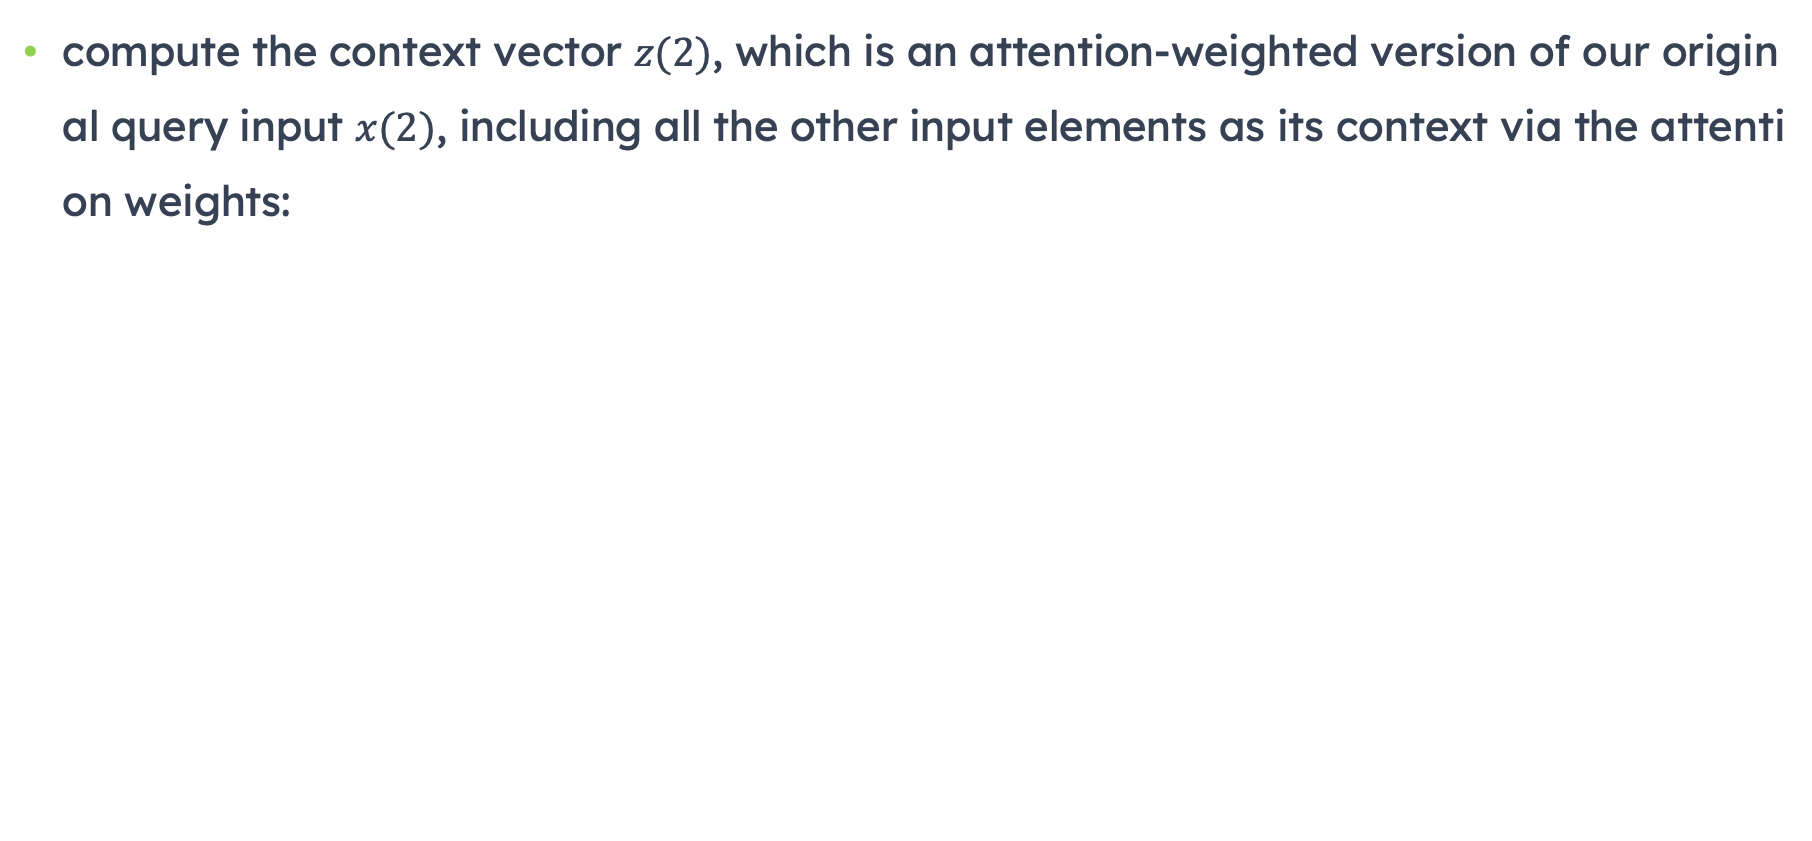 • compute the context vector z(2), which is an attention-weighted version of our origin
al query input x(2), including all the other input elements as its context via the attenti
on weights: